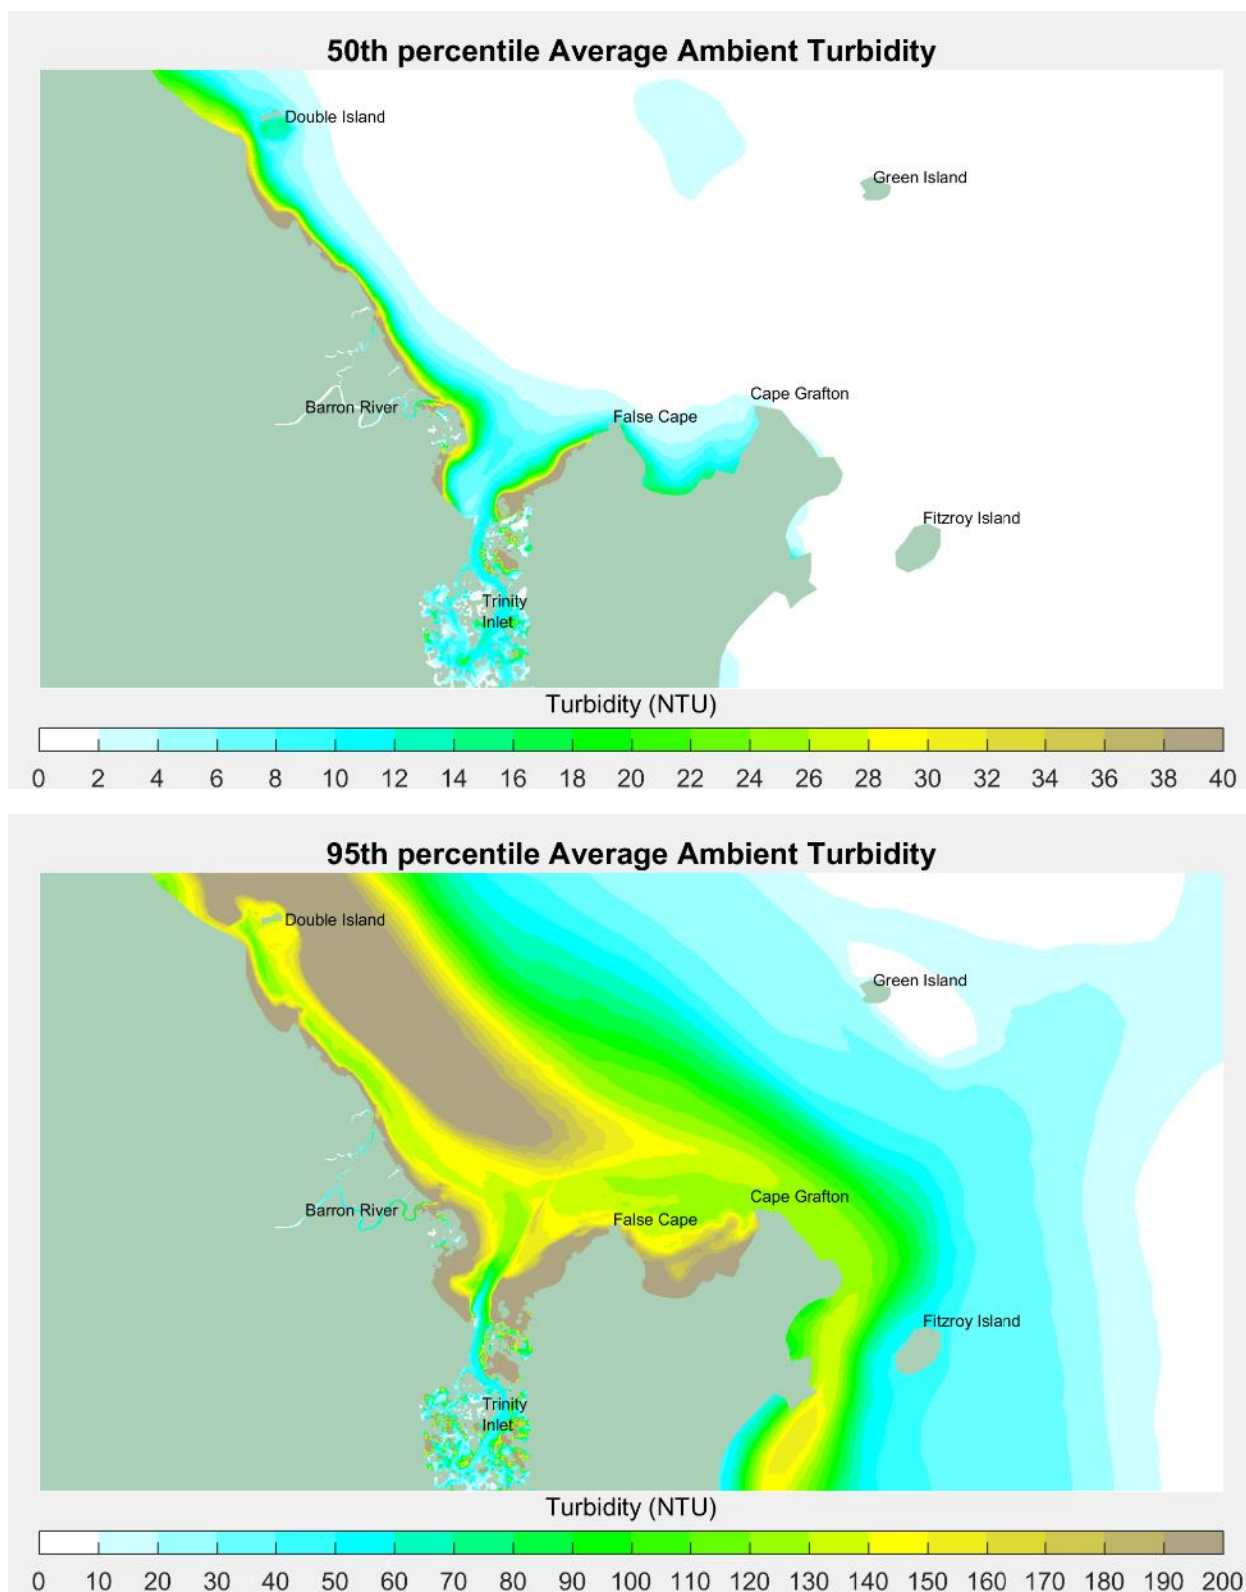 50th percentile Average Ambient Turbidity
Double Island
Green Island
Cape Grafton
Barron River
False Cape
Fitzroy Island
Trinity
Inlet
Turbidity (NTU)
0 2 4 6 8 10 12 14 16 18 20 22 24 26 28 30 32 34 36 38 40
95th percentile Average Ambient Turbidity
Double Island
Green Island
Cape Grafton
Barron River
False Cape
Fitzroy Island
Trinity
Inlet
Turbidity (NTU)
0 10 20 30 40 50 60 70 80 90 100 110 120 130 140 150 160 170 180 190 200